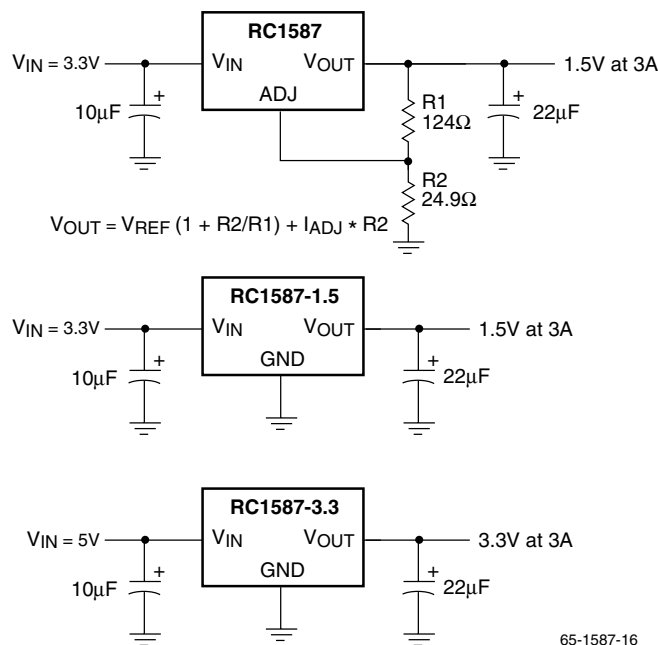 RC1587
VIN = 3.3V
VIN
VOUT
1.5V at 3A
ADJ
10µF
+
R1
124Ω
+
22µF
R2
24.9Ω
VOUT = VREF (1 + R2/R1) + IADJ * R2
RC1587-1.5
VIN = 3.3V
VIN
VOUT
1.5V at 3A
GND
10µF
+
+
22µF
RC1587-3.3
VIN = 5V
VIN
VOUT
3.3V at 3A
GND
10µF
+
+
22µF
65-1587-16